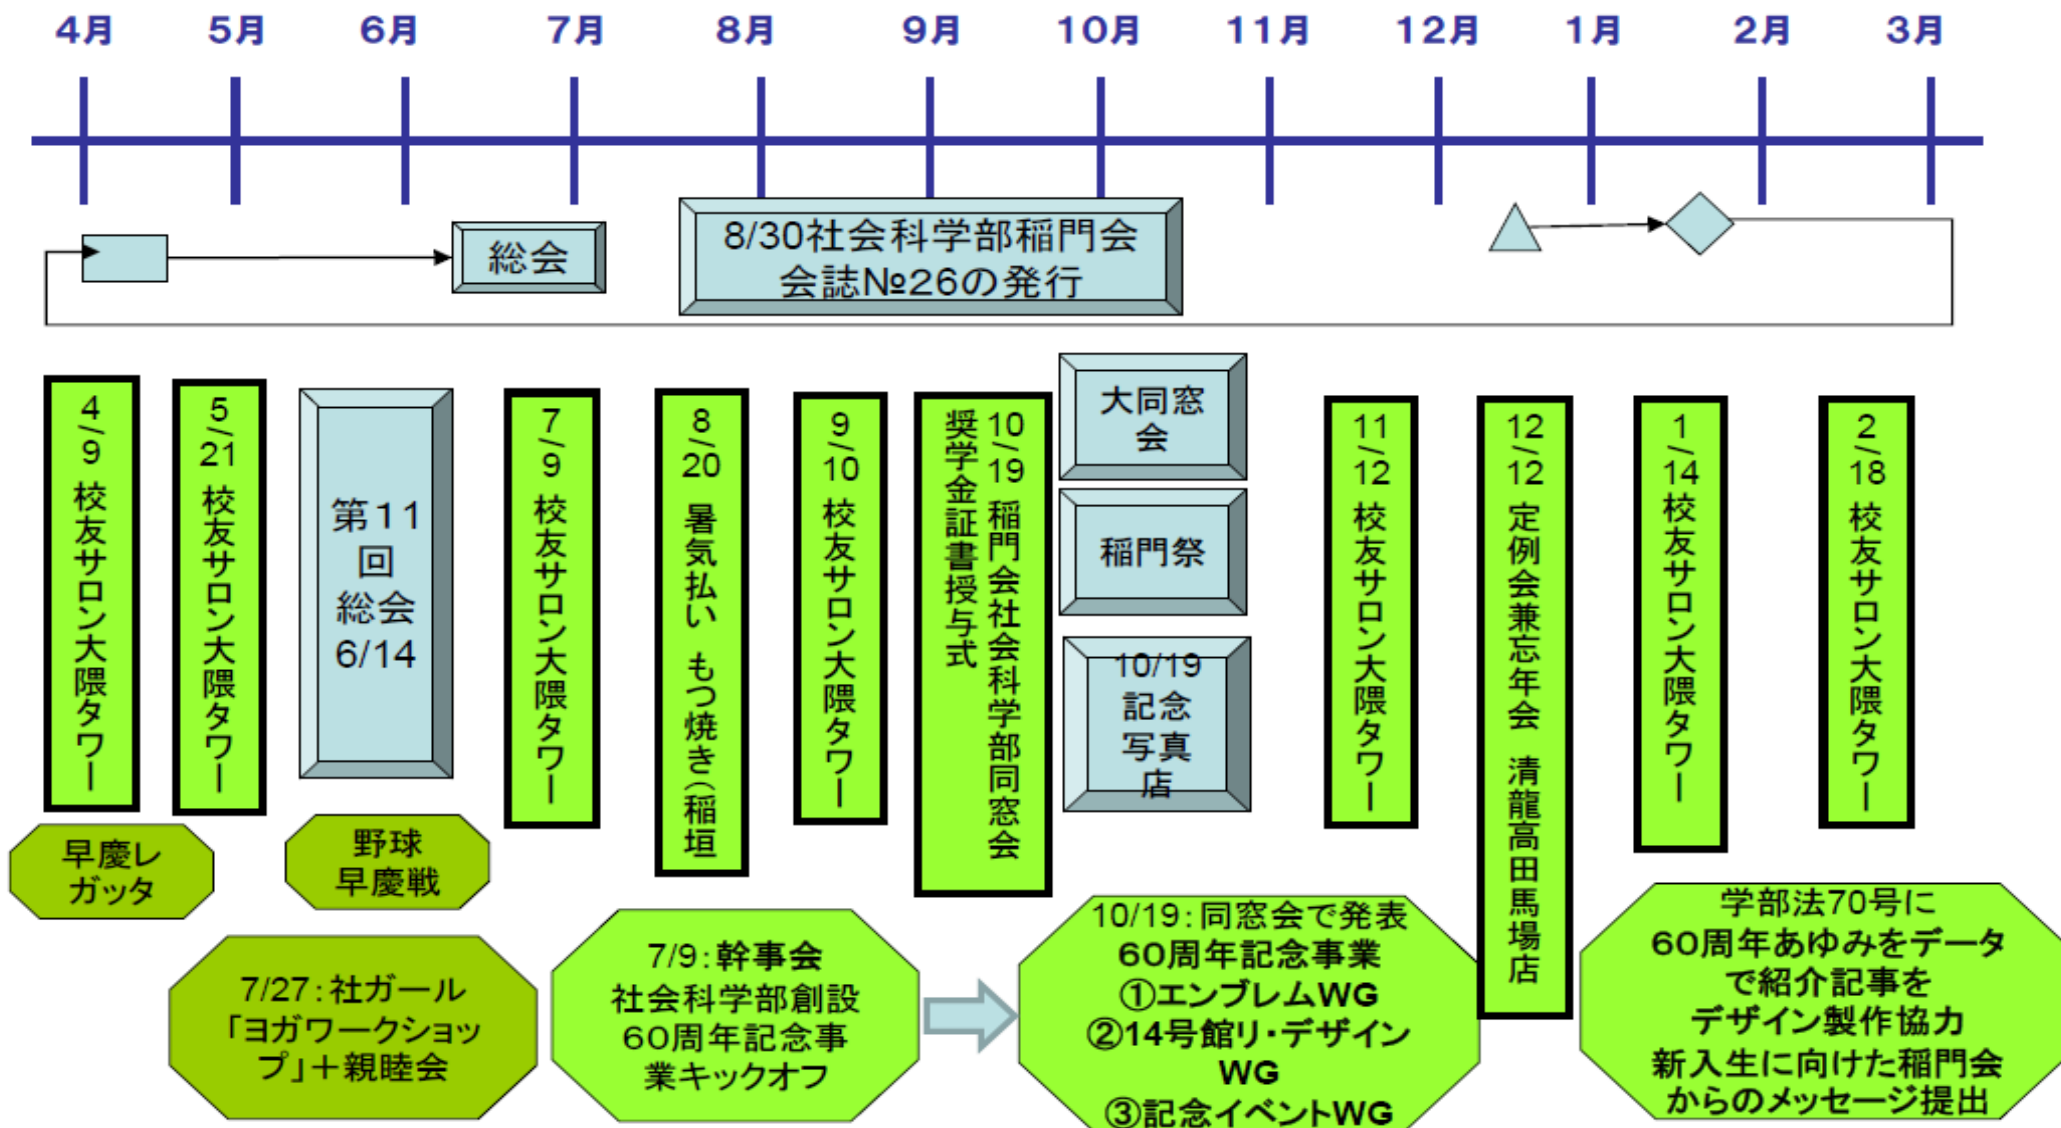 4月 5月 6月 7月 8月 9月 10月 11月 12月 1月 2月 3月
総会
8/30社会科学部稲門会
会誌№26の発行
4/9 校友サロン大隈タワー
5/21 校友サロン大隈タワー
第11
回
総会
6/14
7/9 校友サロン大隈タワー
8/20 暑気払い もつ焼き(稲垣
9/10 校友サロン大隈タワー
10/19 稲門会社会科学部同窓会
奨学金証書授与式
大同窓
会
稲門祭
10/19
記念
写真
店
11/12 校友サロン大隈タワー
12/12 定例会兼忘年会 清龍高田馬場店
1/14 校友サロン大隈タワー
2/18 校友サロン大隈タワー
早慶レ
ガッタ
野球
早慶戦
7/27:社ガール
「ヨガワークショッ
プ」+親睦会
7/9:幹事会
社会科学部創設
60周年記念事
業キックオフ
10/19:同窓会で発表
60周年記念事業
①エンブレムWG
②14号館リ・デザイン
WG
③記念イベントWG
学部法70号に
60周年あゆみをデータ
で紹介記事を
デザイン製作協力
新入生に向けた稲門会
からのメッセージ提出